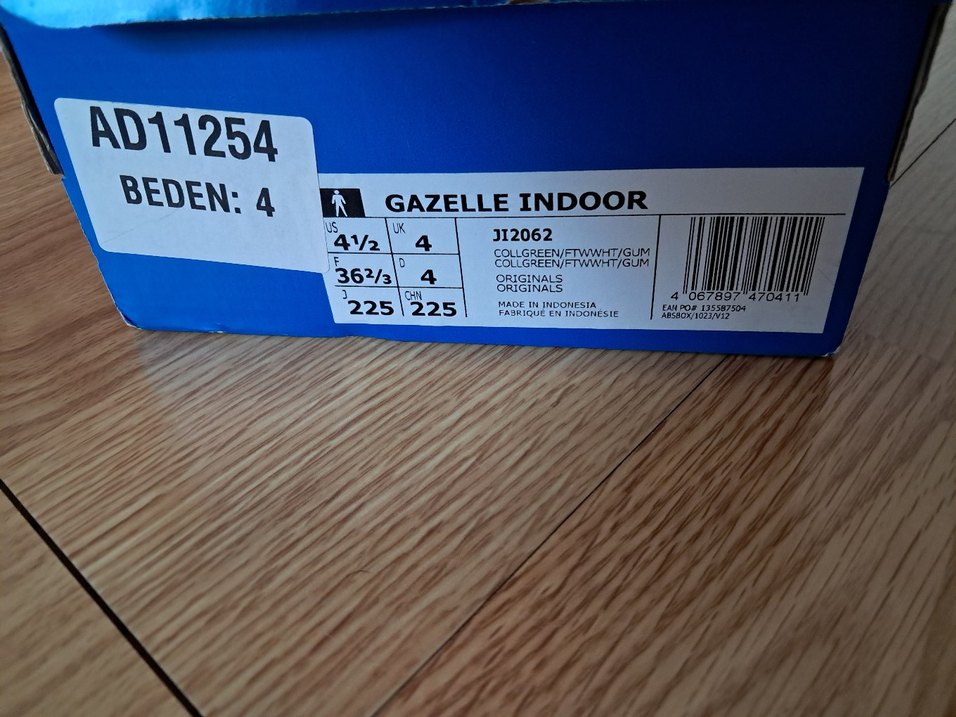 AD11254
BEDEN: 4
GAZELLE INDOOR
US 4½ UK 4
F 36⅔ D 4
J 225 CHN 225
JI2062
COLLGREEN/FTWWHT/GUM
COLLGREEN/FTWWHT/GUM
ORIGINALS
ORIGINALS
MADE IN INDONESIA
FABRIQUÉ EN INDONÉSIE
4 067897 470411
EAN PO# 135587504
ABSBOX/1023/V12